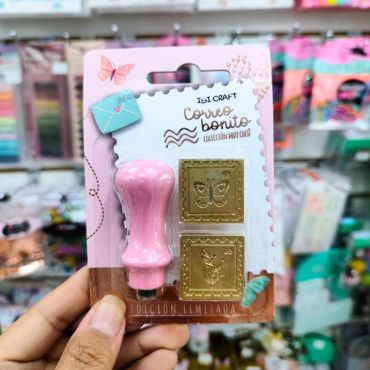 IBI CRAFT
Correo
bonito
COLECCIÓN MUY CUQUI
EDICIÓN LIMITADA